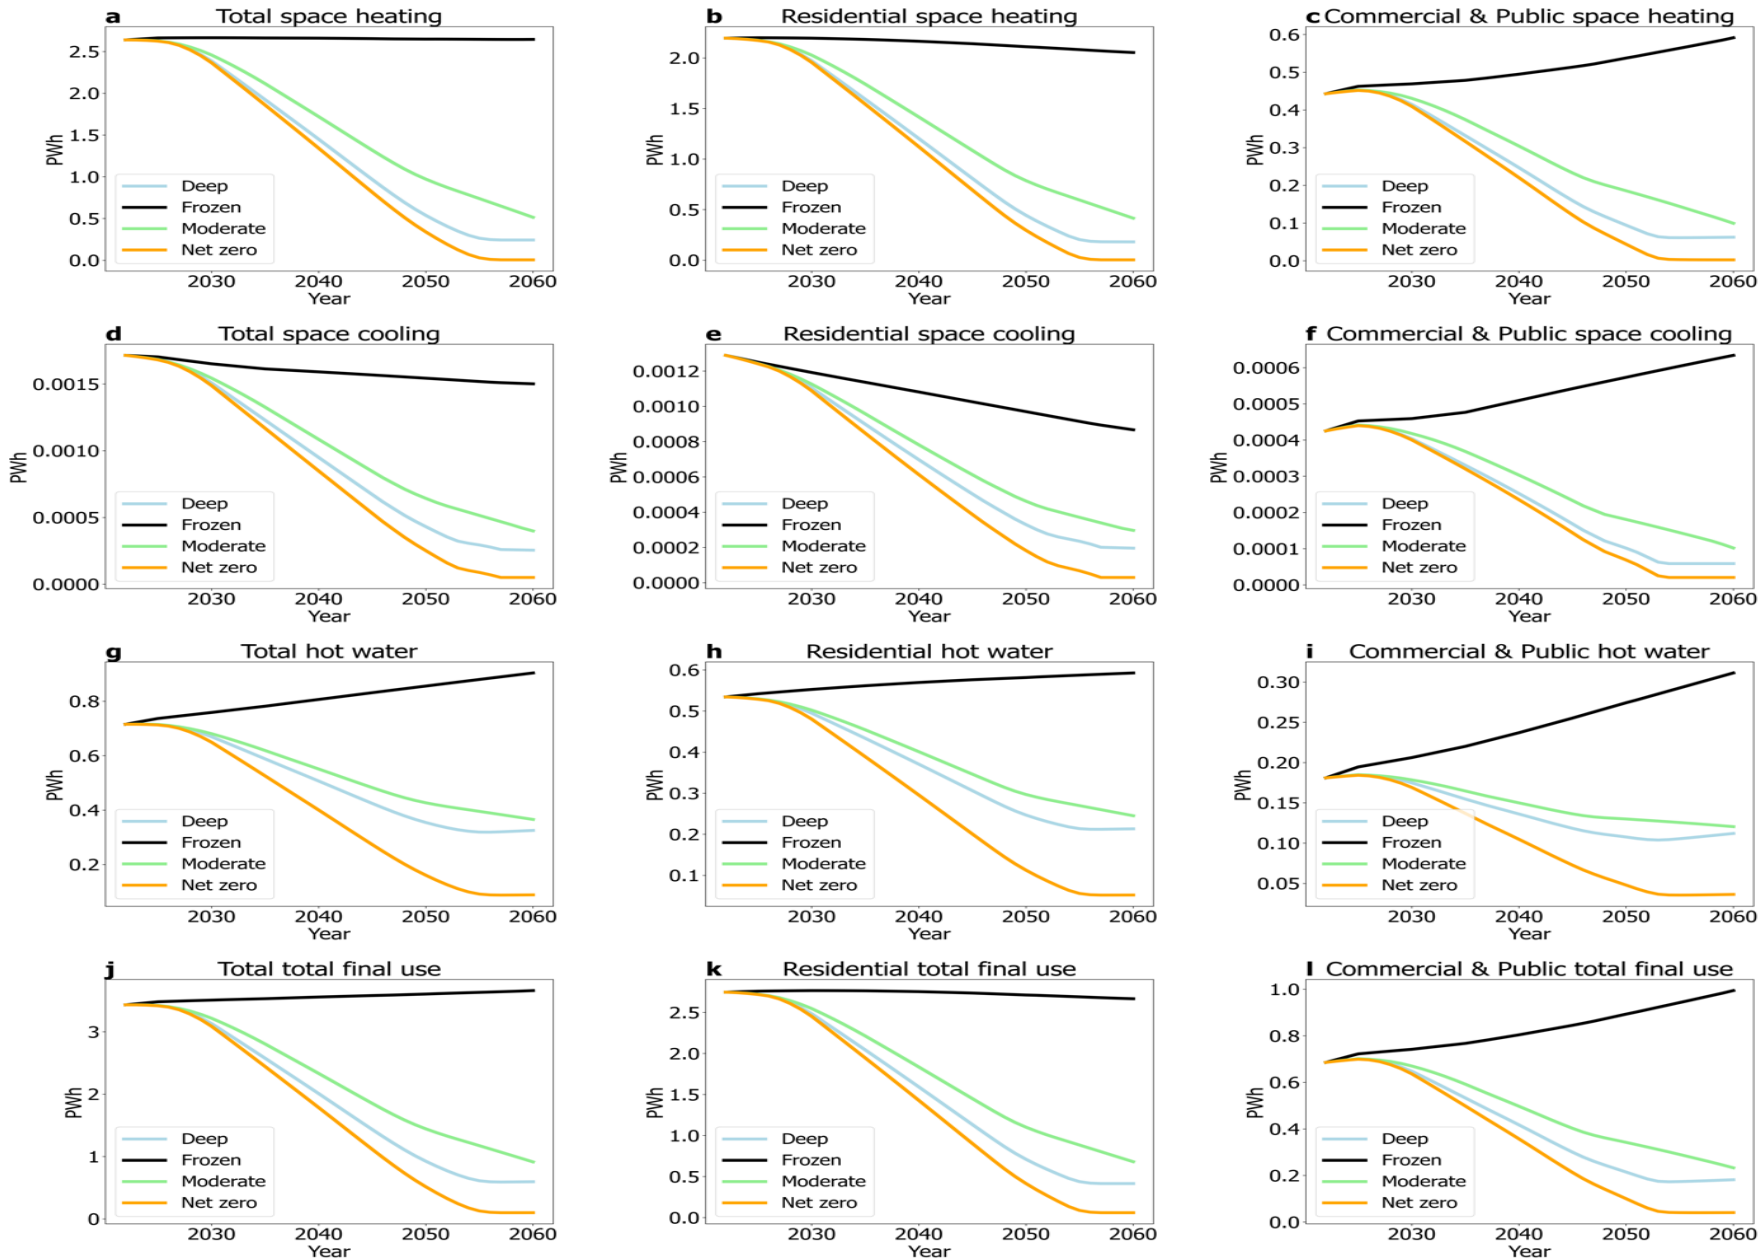 a Total space heating
2.5
2.0
1.5
1.0
0.5
0.0
PWh
Deep
Frozen
Moderate
Net zero
2030 2040 2050 2060
Year
b Residential space heating
2.0
1.5
1.0
0.5
0.0
PWh
Deep
Frozen
Moderate
Net zero
2030 2040 2050 2060
Year
c Commercial & Public space heating
0.6
0.5
0.4
0.3
0.2
0.1
0.0
PWh
Deep
Frozen
Moderate
Net zero
2030 2040 2050 2060
Year
d Total space cooling
0.0015
0.0010
0.0005
0.0000
PWh
Deep
Frozen
Moderate
Net zero
2030 2040 2050 2060
Year
e Residential space cooling
0.0012
0.0010
0.0008
0.0006
0.0004
0.0002
0.0000
PWh
Deep
Frozen
Moderate
Net zero
2030 2040 2050 2060
Year
f Commercial & Public space cooling
0.0006
0.0005
0.0004
0.0003
0.0002
0.0001
0.0000
PWh
Deep
Frozen
Moderate
Net zero
2030 2040 2050 2060
Year
g Total hot water
0.8
0.6
0.4
0.2
PWh
Deep
Frozen
Moderate
Net zero
2030 2040 2050 2060
Year
h Residential hot water
0.6
0.5
0.4
0.3
0.2
0.1
PWh
Deep
Frozen
Moderate
Net zero
2030 2040 2050 2060
Year
i Commercial & Public hot water
0.30
0.25
0.20
0.15
0.10
0.05
PWh
Deep
Frozen
Moderate
Net zero
2030 2040 2050 2060
Year
j Total total final use
3
2
1
0
PWh
Deep
Frozen
Moderate
Net zero
2030 2040 2050 2060
Year
k Residential total final use
2.5
2.0
1.5
1.0
0.5
0.0
PWh
Deep
Frozen
Moderate
Net zero
2030 2040 2050 2060
Year
l Commercial & Public total final use
1.0
0.8
0.6
0.4
0.2
0.0
PWh
Deep
Frozen
Moderate
Net zero
2030 2040 2050 2060
Year